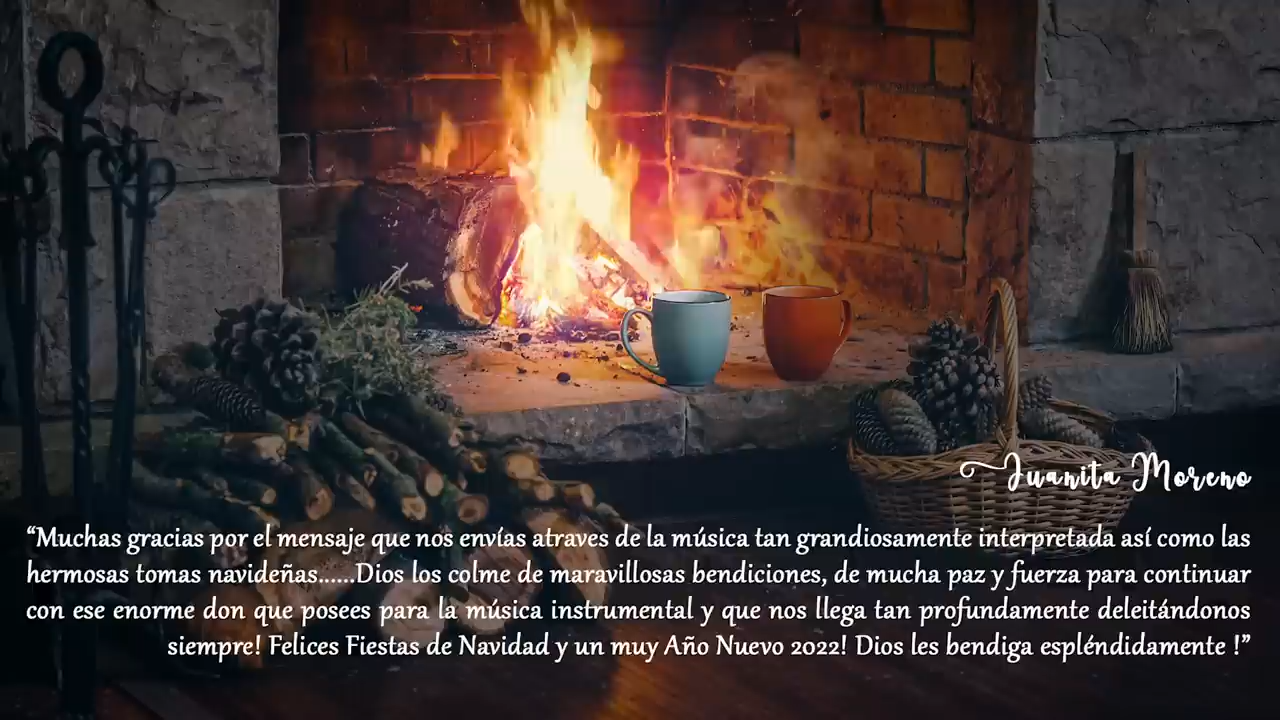 Juanita Moreno
“Muchas gracias por el mensaje que nos envías atraves de la música tan grandiosamente interpretada así como las
hermosas tomas navideñas......Dios los colme de maravillosas bendiciones, de mucha paz y fuerza para continuar
con ese enorme don que posees para la música instrumental y que nos llega tan profundamente deleitándonos
siempre! Felices Fiestas de Navidad y un muy Año Nuevo 2022! Dios les bendiga espléndidamente !”